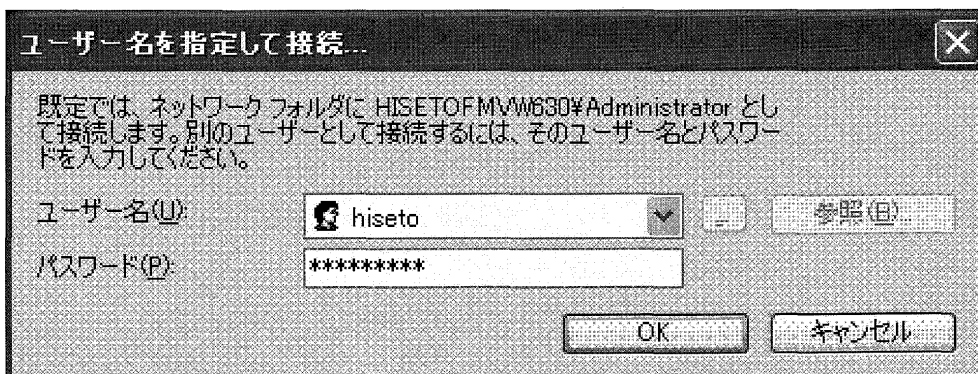 ユーザー名を指定して接続...
既定では、ネットワーク フォルダに HISETOFMVW630¥Administrator とし
て接続します。別のユーザーとして接続するには、そのユーザー名とパスワー
ドを入力してください。
ユーザー名(U): hiseto ... 参照(B)
パスワード(P): *********
OK キャンセル